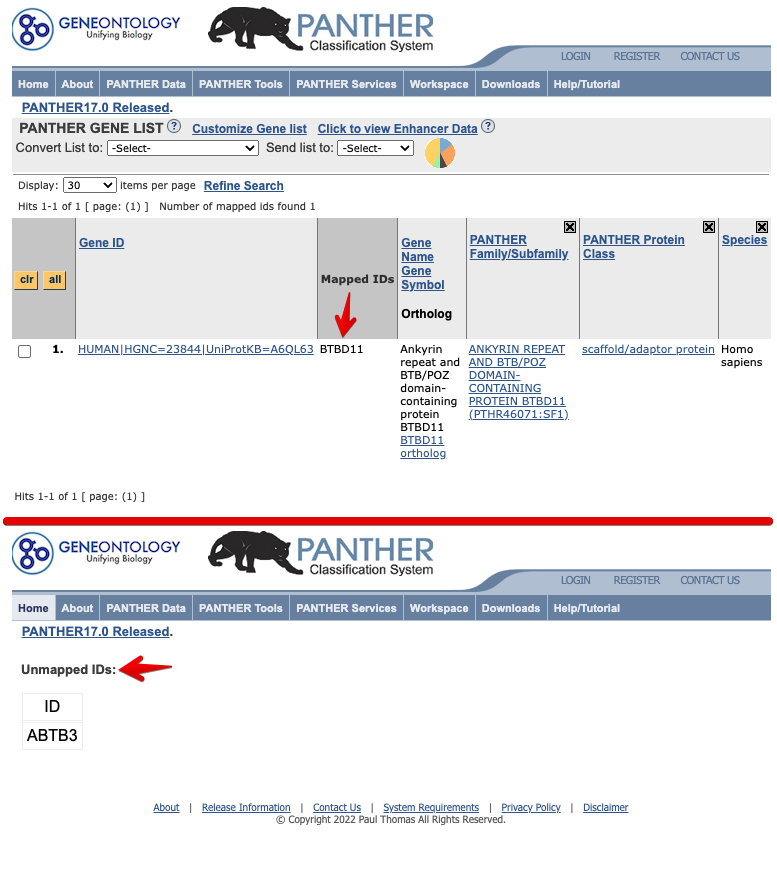 GENEONTOLOGY
Unifying Biology
PANTHER
Classification System
LOGIN REGISTER CONTACT US
Home About PANTHER Data PANTHER Tools PANTHER Services Workspace Downloads Help/Tutorial
PANTHER17.0 Released.
PANTHER GENE LIST ? Customize Gene list Click to view Enhancer Data ?
Convert List to: -Select- Send list to: -Select-
Display: 30 items per page Refine Search
Hits 1-1 of 1 [ page: (1) ] Number of mapped ids found 1
clr all
Gene ID
Mapped IDs
Gene
Name
Gene
Symbol
Ortholog
PANTHER
Family/Subfamily
PANTHER Protein
Class
Species
1. HUMAN|HGNC=23844|UniProtKB=A6QL63
BTBD11
Ankyrin
repeat and
BTB/POZ
domain-
containing
protein
BTBD11
BTBD11
ortholog
ANKYRIN REPEAT
AND BTB/POZ
DOMAIN-
CONTAINING
PROTEIN BTBD11
(PTHR46071:SF1)
scaffold/adaptor protein
Homo
sapiens
Hits 1-1 of 1 [ page: (1) ]
GENEONTOLOGY
Unifying Biology
PANTHER
Classification System
LOGIN REGISTER CONTACT US
Home About PANTHER Data PANTHER Tools PANTHER Services Workspace Downloads Help/Tutorial
PANTHER17.0 Released.
Unmapped IDs:
ID
ABTB3
About | Release Information | Contact Us | System Requirements | Privacy Policy | Disclaimer
© Copyright 2022 Paul Thomas All Rights Reserved.